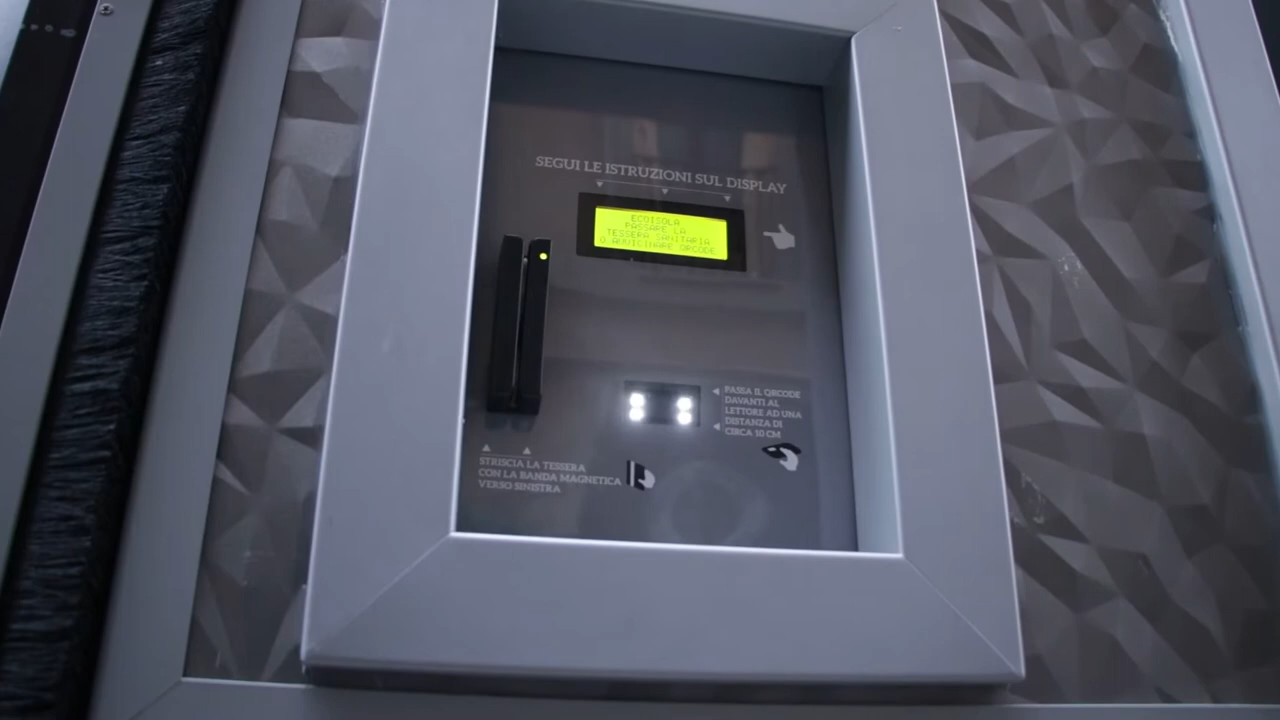 SEGUI LE ISTRUZIONI SUL DISPLAY
ECOISOLA
PASSARE LA
TESSERA SANITARIA
O AVVICINARE QRCODE
PASSA IL QRCODE
DAVANTI AL
LETTORE AD UNA
DISTANZA DI
CIRCA 10 CM
STRISCIA LA TESSERA
CON LA BANDA MAGNETICA
VERSO SINISTRA